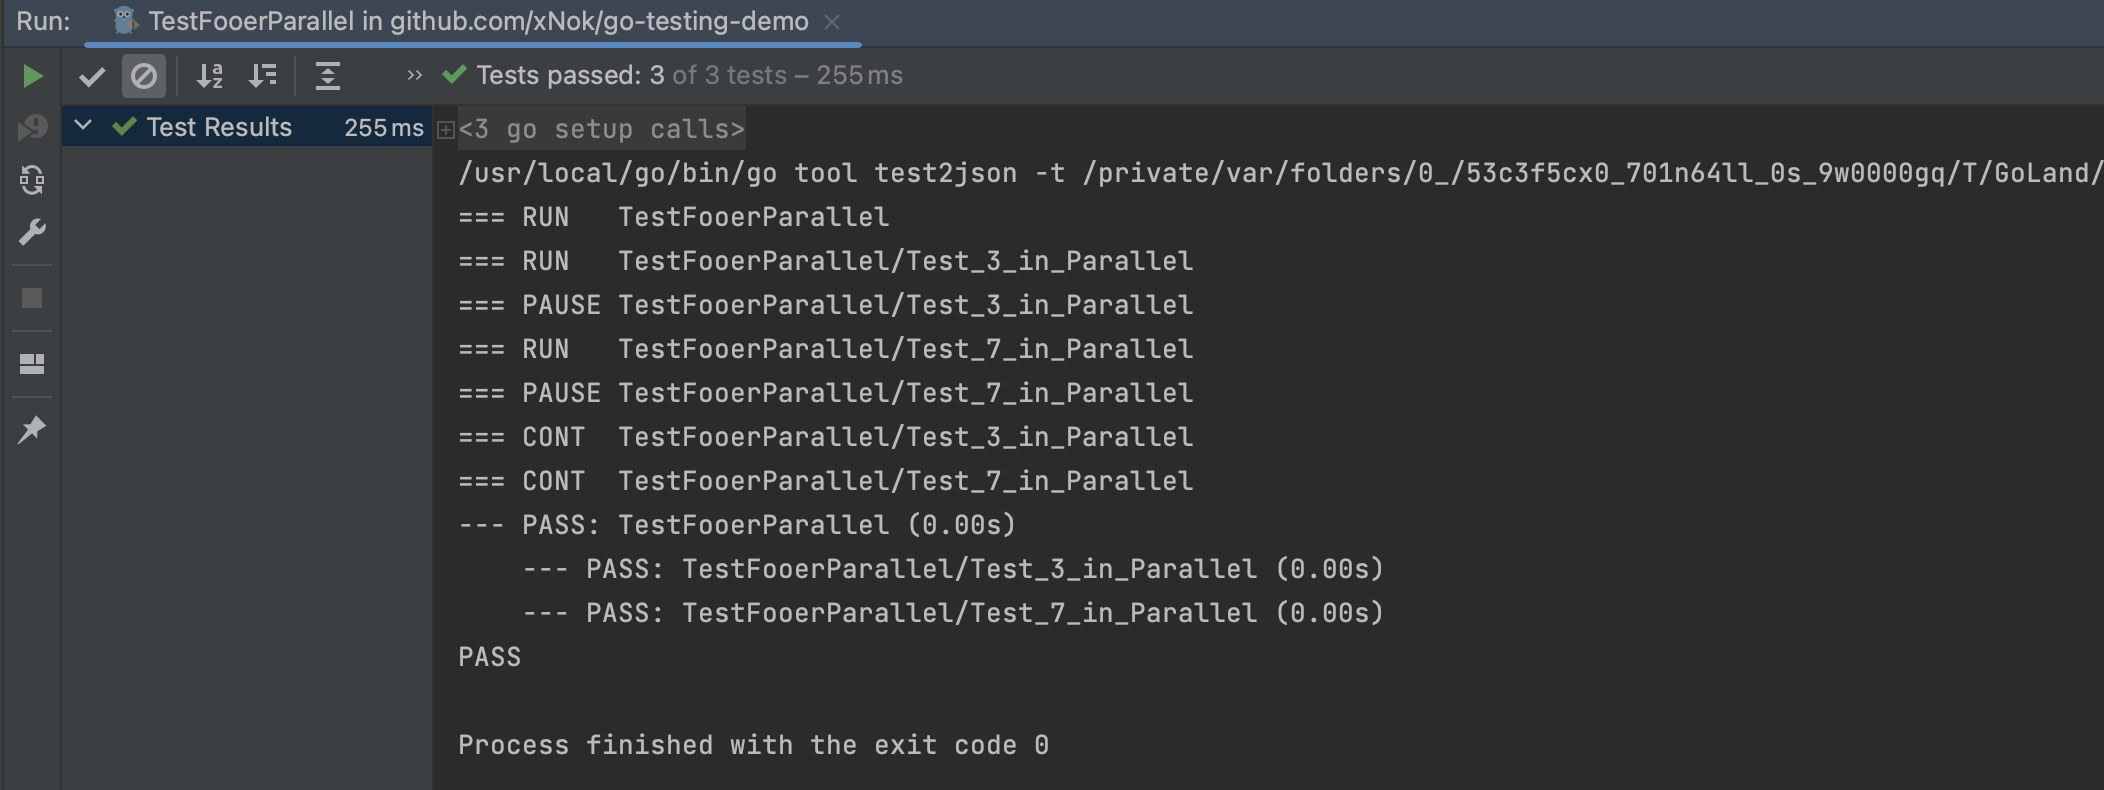 Run: TestFooerParallel in github.com/xNok/go-testing-demo
Tests passed: 3 of 3 tests – 255 ms
Test Results 255 ms
<3 go setup calls>
/usr/local/go/bin/go tool test2json -t /private/var/folders/0_/53c3f5cx0_701n64ll_0s_9w0000gq/T/GoLand/
=== RUN   TestFooerParallel
=== RUN   TestFooerParallel/Test_3_in_Parallel
=== PAUSE TestFooerParallel/Test_3_in_Parallel
=== RUN   TestFooerParallel/Test_7_in_Parallel
=== PAUSE TestFooerParallel/Test_7_in_Parallel
=== CONT  TestFooerParallel/Test_3_in_Parallel
=== CONT  TestFooerParallel/Test_7_in_Parallel
--- PASS: TestFooerParallel (0.00s)
    --- PASS: TestFooerParallel/Test_3_in_Parallel (0.00s)
    --- PASS: TestFooerParallel/Test_7_in_Parallel (0.00s)
PASS
Process finished with the exit code 0